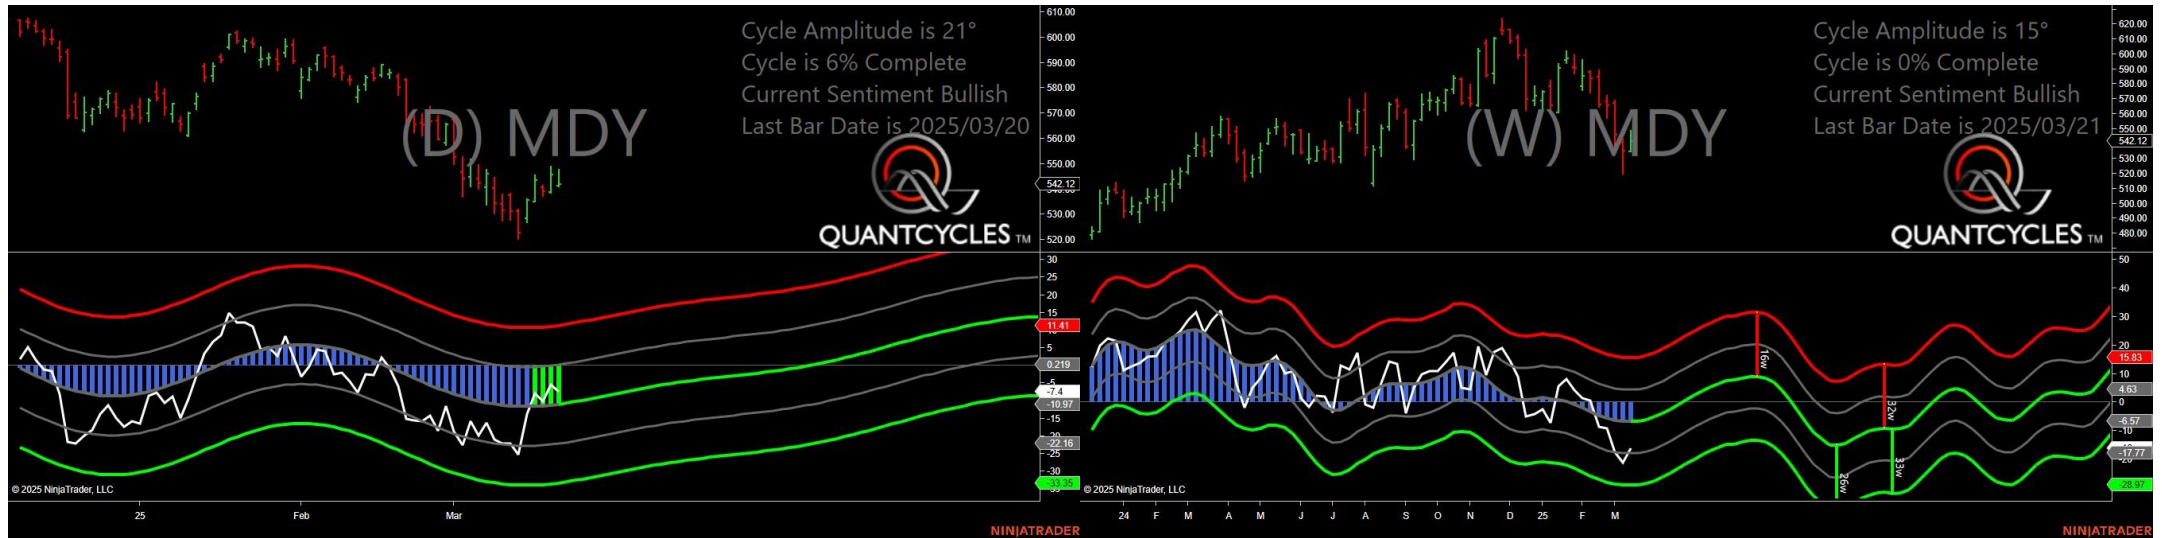 Cycle Amplitude is 21°
Cycle is 6% Complete
Current Sentiment Bullish
Last Bar Date is 2025/03/20
(D) MDY
QUANTCYCLES TM
610.00
600.00
590.00
580.00
570.00
560.00
550.00
542.12
530.00
520.00
30
25
20
15
11.41
5
0.219
-5
-7.4
-10.97
-15
-22.16
-25
-30
-33.35
© 2025 NinjaTrader, LLC
25 Feb Mar
NINJATRADER
Cycle Amplitude is 15°
Cycle is 0% Complete
Current Sentiment Bullish
Last Bar Date is 2025/03/21
(W) MDY
QUANTCYCLES TM
620.00
610.00
600.00
590.00
580.00
570.00
560.00
550.00
542.12
530.00
520.00
510.00
500.00
490.00
480.00
50
40
30
20
15.83
10
4.63
0
-6.57
-10
-17.77
-28.97
16w
32w
26w
33w
© 2025 NinjaTrader, LLC
24 F M A M J J A S O N D 25 F M
NINJATRADER